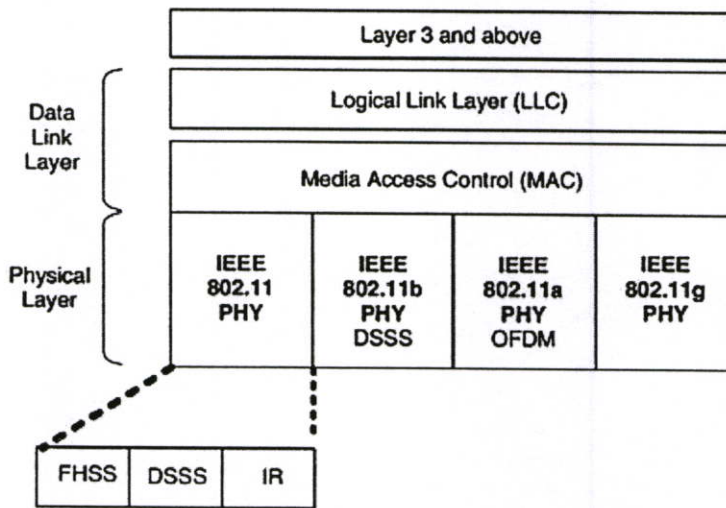 Layer 3 and above
Data
Link
Layer
Logical Link Layer (LLC)
Media Access Control (MAC)
Physical
Layer
IEEE
802.11
PHY
IEEE
802.11b
PHY
DSSS
IEEE
802.11a
PHY
OFDM
IEEE
802.11g
PHY
FHSS
DSSS
IR